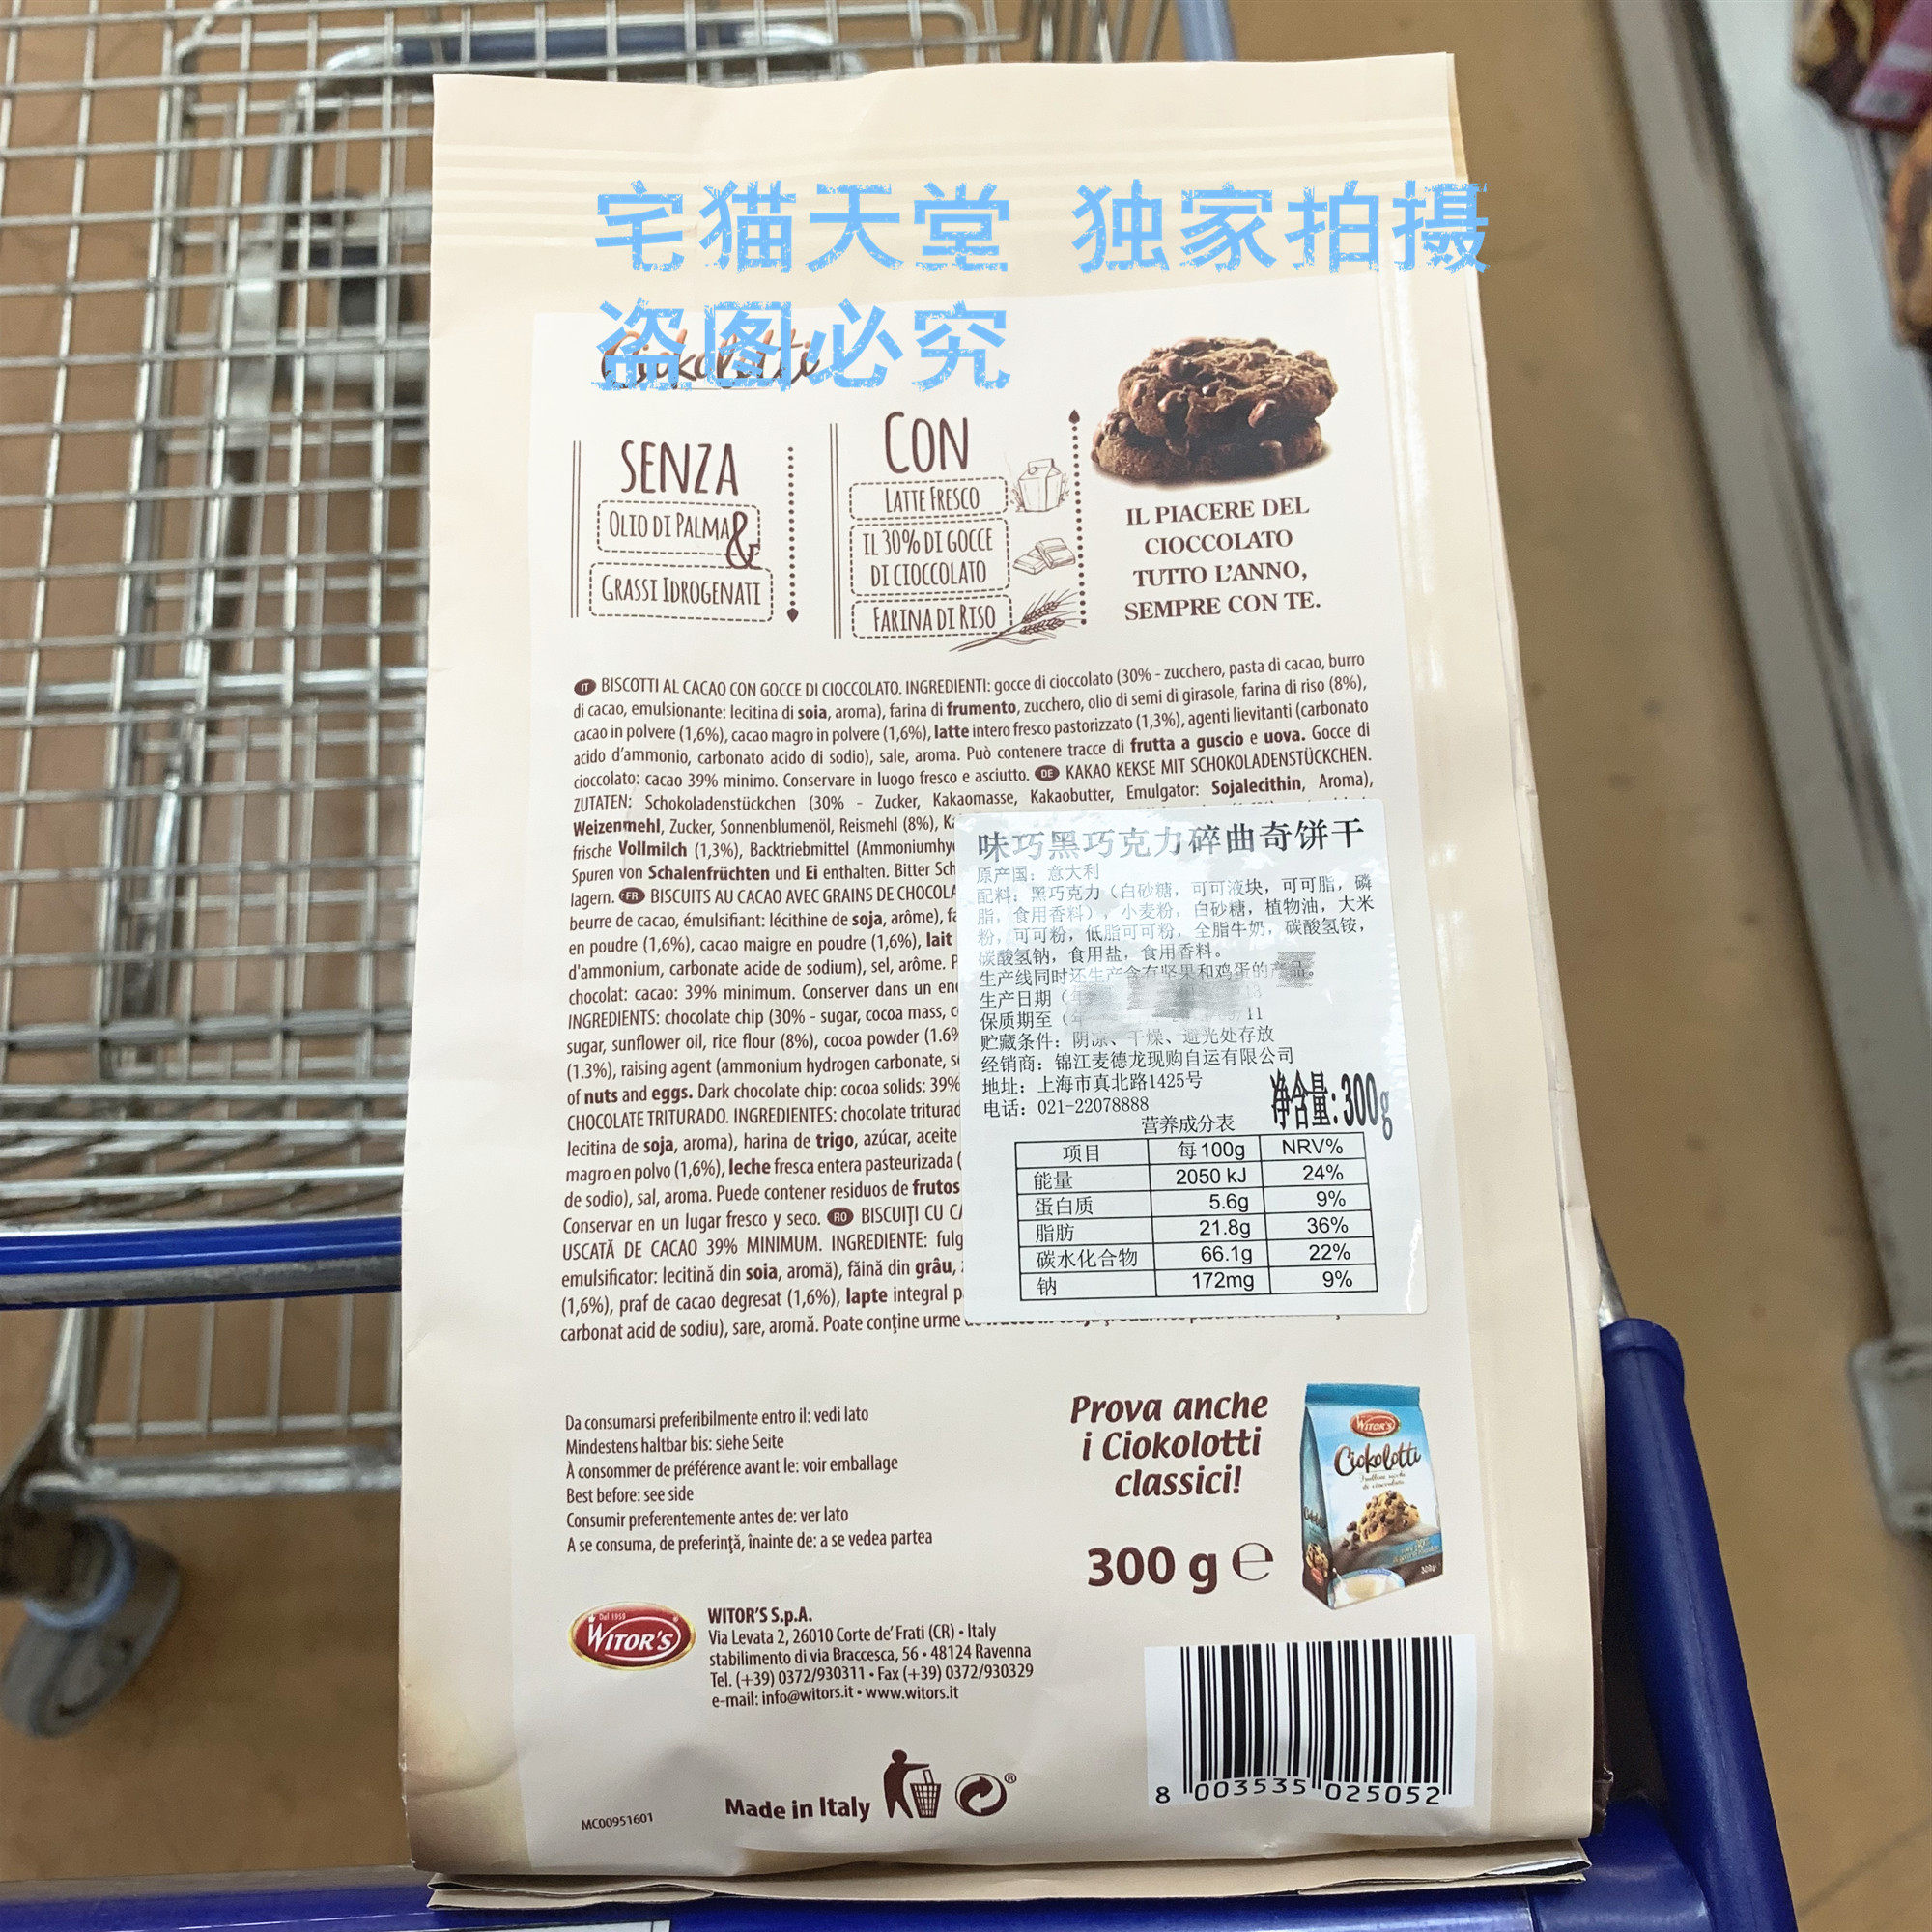 宅猫天堂 独家拍摄
盗图必究
Ciokolotti
SENZA
OLIO DI PALMA
&
GRASSI IDROGENATI
CON
LATTE FRESCO
IL 30% DI GOCCE
DI CIOCCOLATO
FARINA DI RISO
IL PIACERE DEL
CIOCCOLATO
TUTTO L'ANNO,
SEMPRE CON TE.
IT BISCOTTI AL CACAO CON GOCCE DI CIOCCOLATO. INGREDIENTI: gocce di cioccolato (30% - zucchero, pasta di cacao, burro
di cacao, emulsionante: lecitina di soia, aroma), farina di frumento, zucchero, olio di semi di girasole, farina di riso (8%),
cacao in polvere (1,6%), cacao magro in polvere (1,6%), latte intero fresco pastorizzato (1,3%), agenti lievitanti (carbonato
acido d'ammonio, carbonato acido di sodio), sale, aroma. Può contenere tracce di frutta a guscio e uova. Gocce di
cioccolato: cacao 39% minimo. Conservare in luogo fresco e asciutto. DE KAKAO KEKSE MIT SCHOKOLADENSTÜCKCHEN.
ZUTATEN: Schokoladenstückchen (30% - Zucker, Kakaomasse, Kakaobutter, Emulgator: Sojalecithin, Aroma),
Weizenmehl, Zucker, Sonnenblumenöl, Reismehl (8%),
frische Vollmilch (1,3%), Backtriebmittel
Spuren von Schalenfrüchten und Ei enthalten. Bitter
lagern. FR BISCUITS AU CACAO AVEC GRAINS DE
beurre de cacao, émulsifiant: lécithine de soja, arôme),
en poudre (1,6%), cacao maigre en poudre (1,6%), lait
d'ammonium, carbonate acide de sodium), sel, arôme.
chocolat: cacao: 39% minimum. Conserver dans un
INGREDIENTS: chocolate chip (30% - sugar, cocoa mass,
sugar, sunflower oil, rice flour (8%), cocoa powder (1.6%
(1.3%), raising agent (ammonium hydrogen carbonate,
of nuts and eggs. Dark chocolate chip: cocoa solids: 39%
CHOCOLATE TRITURADO. INGREDIENTES: chocolate
lecitina de soja, aroma), harina de trigo, azúcar, aceite
magro en polvo (1,6%), leche fresca entera pasteurizada (
de sodio), sal, aroma. Puede contener residuos de frutos
Conservar en un lugar fresco y seco. RO BISCUIȚI CU
USCATĂ DE CACAO 39% MINIMUM. INGREDIENTE:
emulsificator: lecitină din soia, aromă), făină din grâu,
(1,6%), praf de cacao degresat (1,6%), lapte integral
carbonat acid de sodiu), sare, aromă. Poate conține urme
味巧黑巧克力碎曲奇饼干
原产国：意大利
配料：黑巧克力（白砂糖，可可液块，可可脂，磷
脂，食用香料），小麦粉，白砂糖，植物油，大米
粉，可可粉，低脂可可粉，全脂牛奶，碳酸氢铵，
碳酸氢钠，食用盐，食用香料。
生产线同时还生产含有坚果和鸡蛋的产品。
生产日期（
保质期至（
贮藏条件：阴凉、干燥、避光处存放
经销商：锦江麦德龙现购自运有限公司
地址：上海市真北路1425号
电话：021-22078888
净含量：300g
营养成分表
项目 每100g NRV%
能量 2050 kJ 24%
蛋白质 5.6g 9%
脂肪 21.8g 36%
碳水化合物 66.1g 22%
钠 172mg 9%
Da consumarsi preferibilmente entro il: vedi lato
Mindestens haltbar bis: siehe Seite
À consommer de préférence avant le: voir emballage
Best before: see side
Consumir preferentemente antes de: ver lato
A se consuma, de preferință, înainte de: a se vedea partea
Prova anche
i Ciokolotti
classici!
300 g e
WITOR'S
Ciokolotti
Dal 1959
WITOR'S
WITOR'S S.p.A.
Via Levata 2, 26010 Corte de' Frati (CR) • Italy
stabilimento di via Braccesca, 56 • 48124 Ravenna
Tel. (+39) 0372/930311 • Fax (+39) 0372/930329
e-mail: info@witors.it • www.witors.it
MC00951601
Made in Italy
®
8 003535 025052